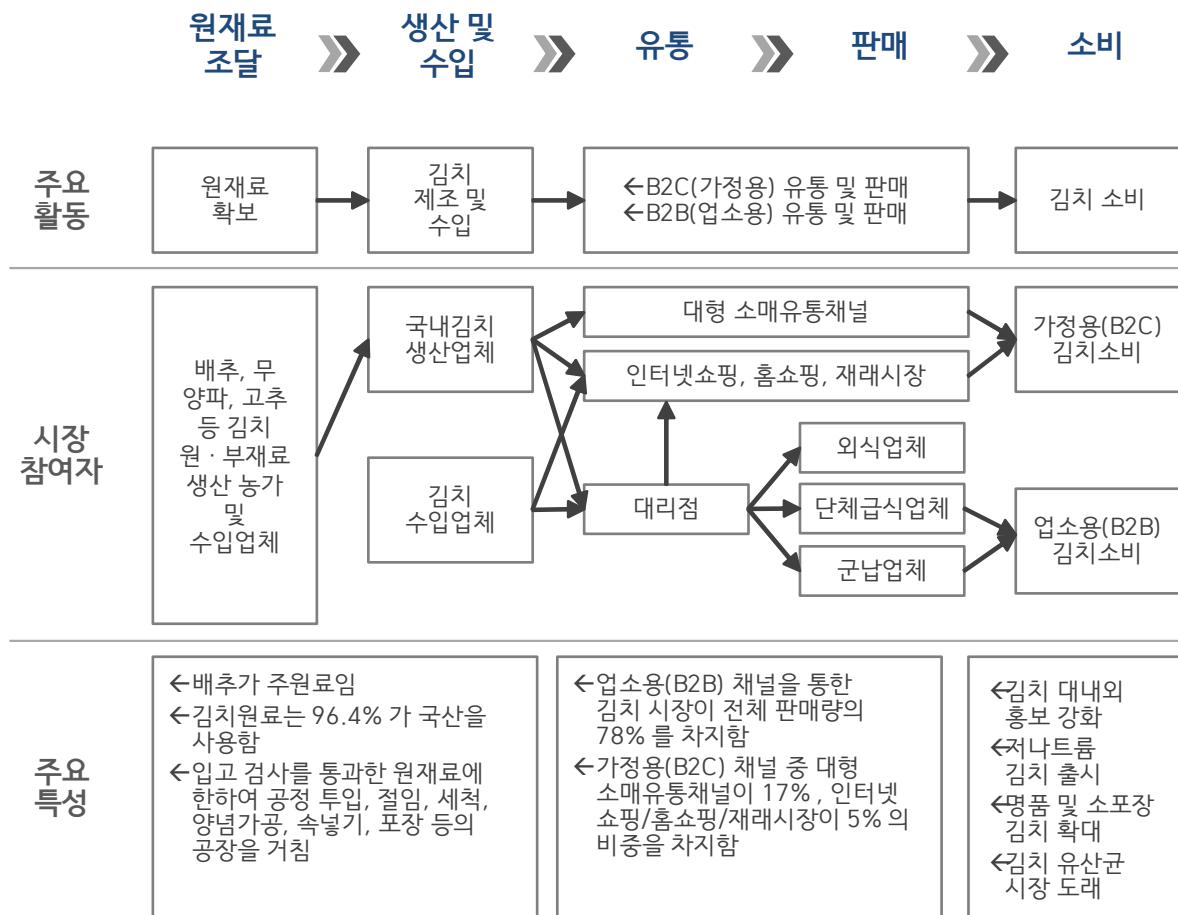 원재료
조달
생산 및
수입
유통
판매
소비
주요
활동
원재료
확보
김치
제조 및
수입
←B2C(가정용) 유통 및 판매
←B2B(업소용) 유통 및 판매
김치 소비
시장
참여자
배추, 무
양파, 고추
등 김치
원 · 부재료
생산 농가
및
수입업체
국내김치
생산업체
김치
수입업체
대형 소매유통채널
인터넷쇼핑, 홈쇼핑, 재래시장
대리점
외식업체
단체급식업체
군납업체
가정용(B2C)
김치소비
업소용(B2B)
김치소비
주요
특성
←배추가 주원료임
←김치원료는 96.4% 가 국산을
사용함
←입고 검사를 통과한 원재료에
한하여 공정 투입, 절임, 세척,
양념가공, 속넣기, 포장 등의
공장을 거침
←업소용(B2B) 채널을 통한
김치 시장이 전체 판매량의
78% 를 차지함
←가정용(B2C) 채널 중 대형
소매유통채널이 17% , 인터넷
쇼핑/홈쇼핑/재래시장이 5% 의
비중을 차지함
←김치 대내외
홍보 강화
←저나트륨
김치 출시
←명품 및 소포장
김치 확대
←김치 유산균
시장 도래